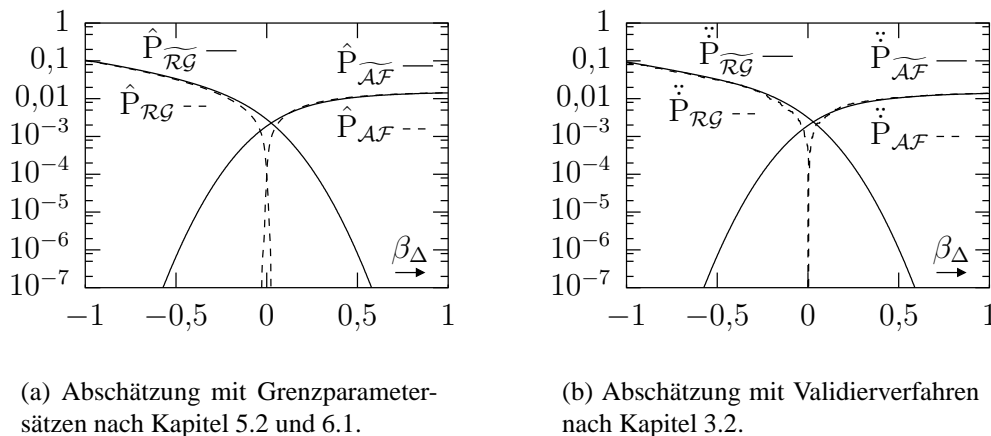 1
0,1
0,01
10⁻³
10⁻⁴
10⁻⁵
10⁻⁶
10⁻⁷
−1 −0,5 0 0,5 1
P̂_R͠G͠
P̂_RG
P̂_A͠F͠
P̂_AF
β_Δ
1
0,1
0,01
10⁻³
10⁻⁴
10⁻⁵
10⁻⁶
10⁻⁷
−1 −0,5 0 0,5 1
P̈̇_R͠G͠
P̈̇_RG
P̈̇_A͠F͠
P̈̇_AF
β_Δ
(a) Abschätzung mit Grenzparameter-
sätzen nach Kapitel 5.2 und 6.1.
(b) Abschätzung mit Validierverfahren
nach Kapitel 3.2.